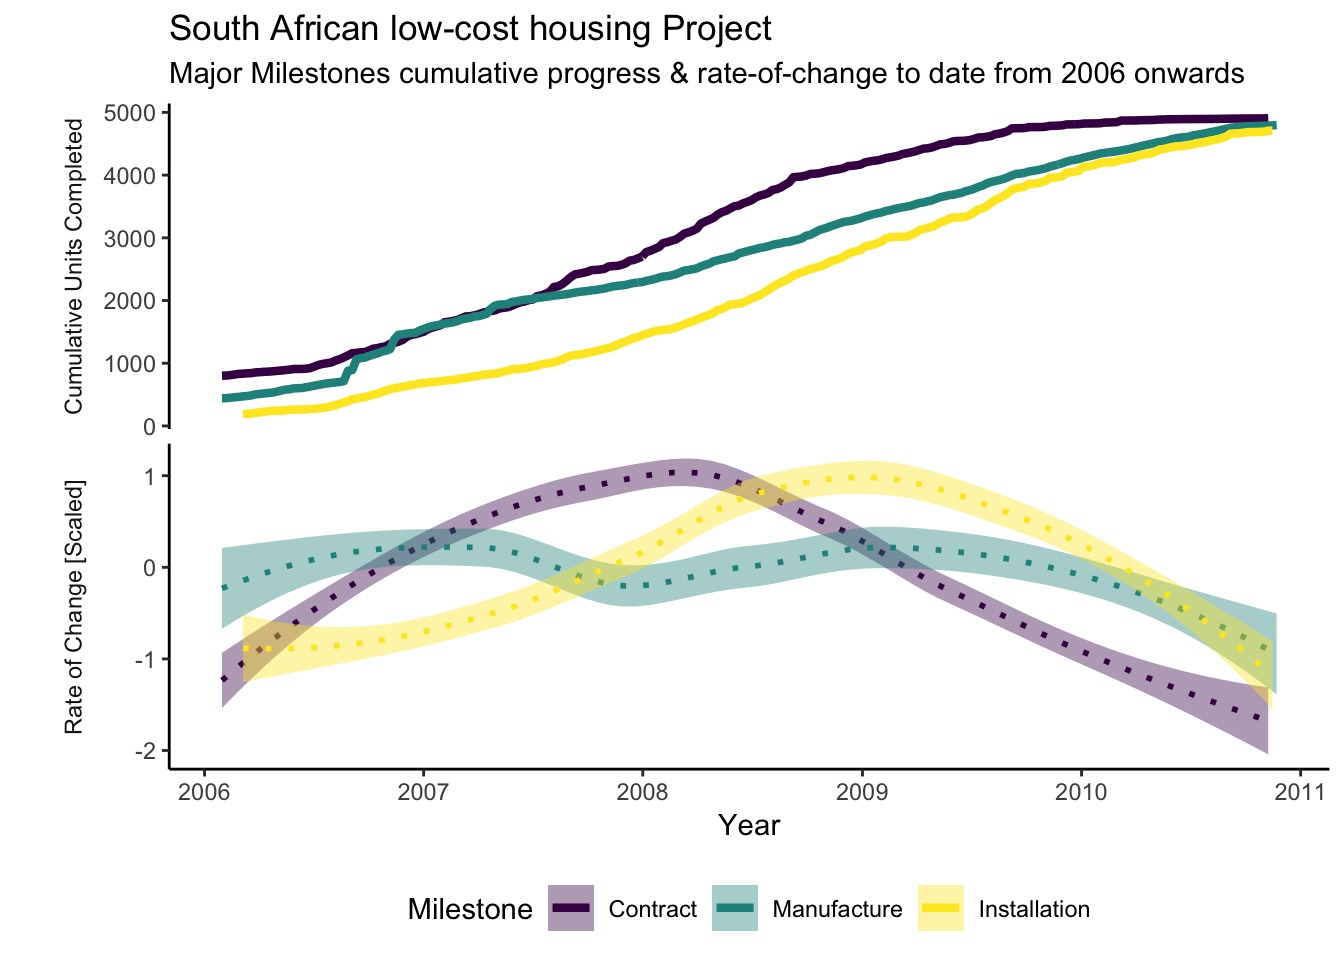 South African low-cost housing Project
Major Milestones cumulative progress & rate-of-change to date from 2006 onwards
Cumulative Units Completed
5000
4000
3000
2000
1000
0
Rate of Change [Scaled]
1
0
-1
-2
2006 2007 2008 2009 2010 2011
Year
Milestone Contract Manufacture Installation